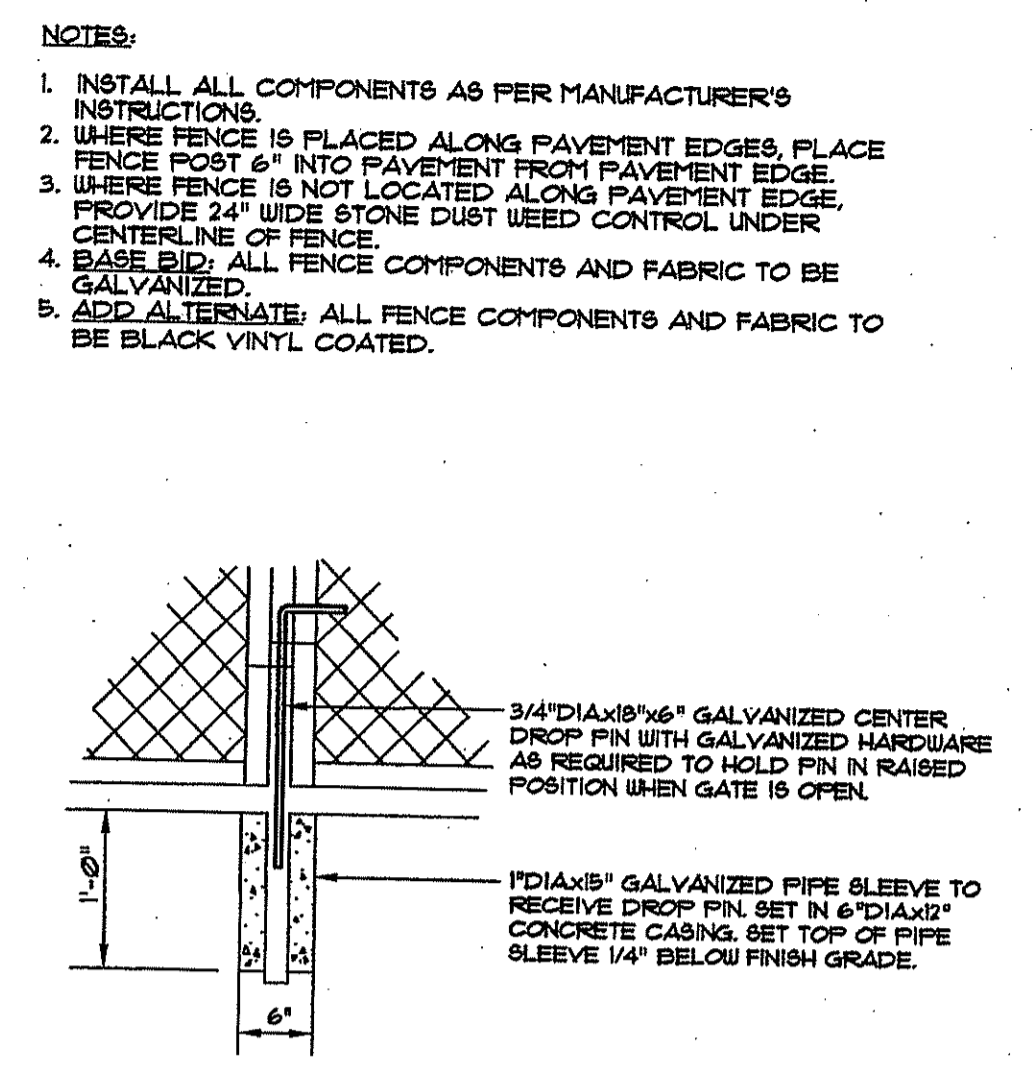 NOTES:
1. INSTALL ALL COMPONENTS AS PER MANUFACTURER'S
INSTRUCTIONS.
2. WHERE FENCE IS PLACED ALONG PAVEMENT EDGES, PLACE
FENCE POST 6" INTO PAVEMENT FROM PAVEMENT EDGE.
3. WHERE FENCE IS NOT LOCATED ALONG PAVEMENT EDGE,
PROVIDE 24" WIDE STONE DUST WEED CONTROL UNDER
CENTERLINE OF FENCE.
4. BASE BID: ALL FENCE COMPONENTS AND FABRIC TO BE
GALVANIZED.
5. ADD ALTERNATE: ALL FENCE COMPONENTS AND FABRIC TO
BE BLACK VINYL COATED.
3/4"DIAx18"x6" GALVANIZED CENTER
DROP PIN WITH GALVANIZED HARDWARE
AS REQUIRED TO HOLD PIN IN RAISED
POSITION WHEN GATE IS OPEN.
1'-0"
1"DIAx15" GALVANIZED PIPE SLEEVE TO
RECEIVE DROP PIN. SET IN 6"DIAx12"
CONCRETE CASING. SET TOP OF PIPE
SLEEVE 1/4" BELOW FINISH GRADE.
6"